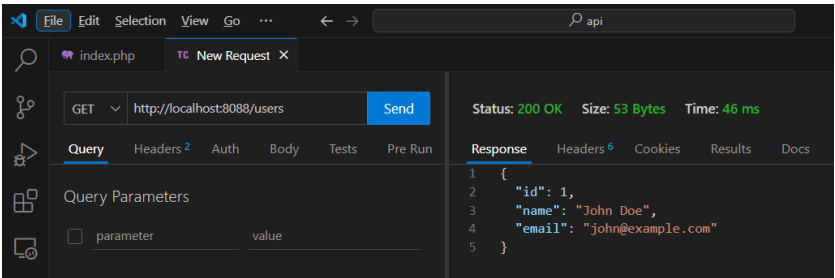 File Edit Selection View Go ··· ← → api
index.php TC New Request ×
GET http://localhost:8088/users Send
Query Headers 2 Auth Body Tests Pre Run
Query Parameters
parameter value
Status: 200 OK Size: 53 Bytes Time: 46 ms
Response Headers 6 Cookies Results Docs
1 {
2 "id": 1,
3 "name": "John Doe",
4 "email": "john@example.com"
5 }